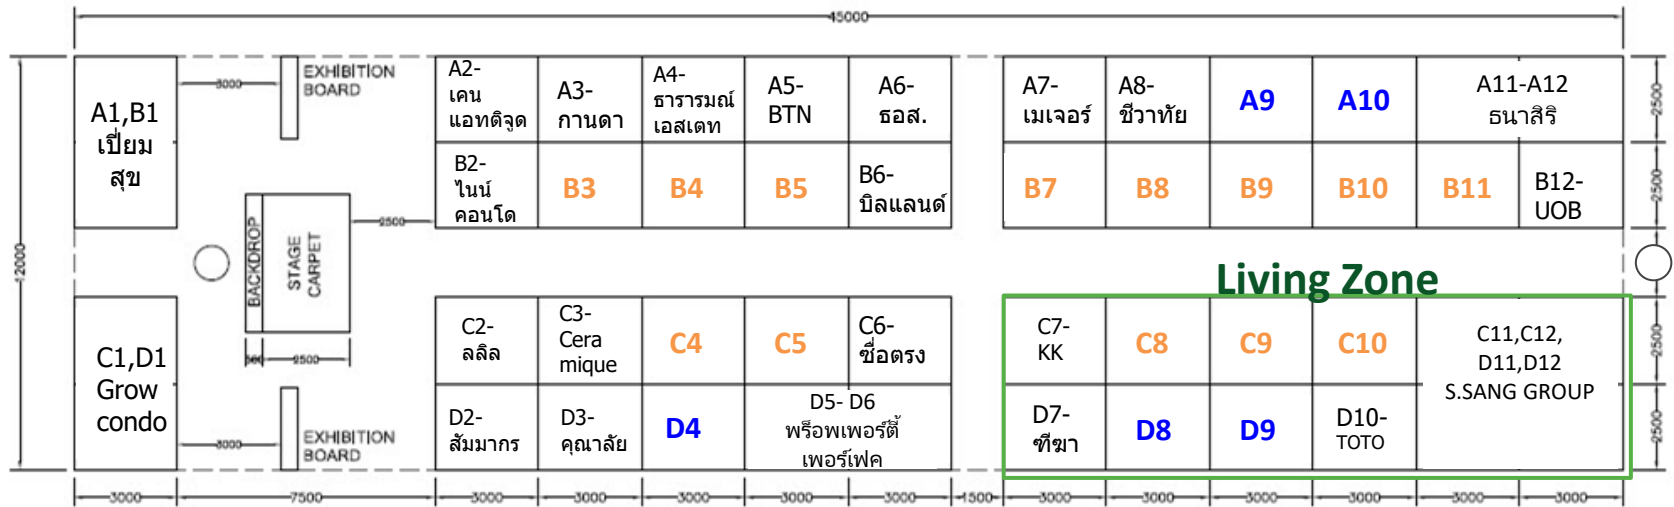 45000
EXHIBITION
BOARD
3000
12000
A1,B1
เปี่ยม
สุข
A2-
เคน
แอทติจูด
A3-
กานดา
A4-
ธารารมณ์
เอสเตท
A5-
BTN
A6-
ธอส.
A7-
เมเจอร์
A8-
ชีวาทัย
A9
A10
A11-A12
ธนาสิริ
2500
B2-
ไนน์
คอนโด
B3
B4
B5
B6-
บิลแลนด์
B7
B8
B9
B10
B11
B12-
UOB
2500
BACKDROP
STAGE
CARPET
2500
2500
Living Zone
C1,D1
Grow
condo
C2-
ลลิล
C3-
Cera
mique
C4
C5
C6-
ซื่อตรง
C7-
KK
C8
C9
C10
C11,C12,
D11,D12
S.SANG GROUP
2500
D2-
สัมมากร
D3-
คุณาลัย
D4
D5- D6
พร็อพเพอร์ตี้
เพอร์เฟค
D7-
ฑีฆา
D8
D9
D10-
TOTO
2500
3000
EXHIBITION
BOARD
3000
7500
3000
3000
3000
3000
3000
1500
3000
3000
3000
3000
3000
3000